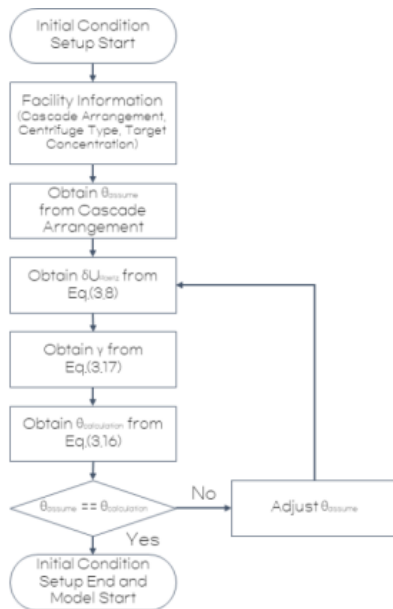 Initial Condition
Setup Start
Facility Information
(Cascade Arrangement,
Centrifuge Type, Target
Concentration)
Obtain θassume
from Cascade
Arrangement
Obtain δU from
Eq.(3,8)
Obtain γ from
Eq.(3,17)
Obtain θcalculation from
Eq.(3,16)
θassume == θcalculation
No
Adjust θassume
Yes
Initial Condition
Setup End and
Model Start